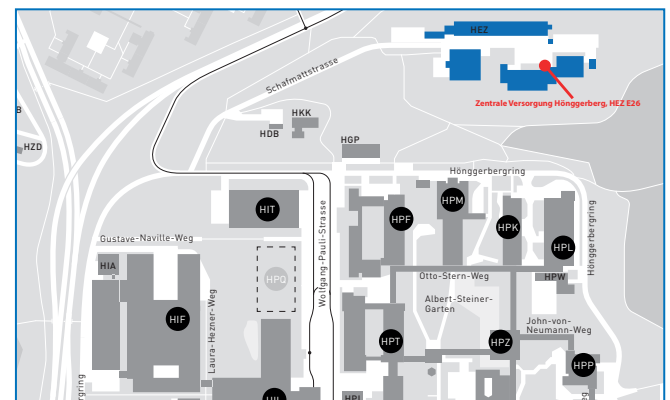 HEZ
Schafmattstrasse
Zentrale Versorgung Hönggerberg, HEZ E26
B
HKK
HDB
HZD
HGP
Hönggerbergring
HPM
HIT
HPF
HPK
Wolfgang-Pauli-Strasse
Hönggerbergring
Gustave-Naville-Weg
HPL
HIA
HPQ
Otto-Stern-Weg
HPW
Albert-Steiner-
Garten
HIF
Laura-Hezner-Weg
John-von-
Neumann-Weg
HPT
HPZ
HPP